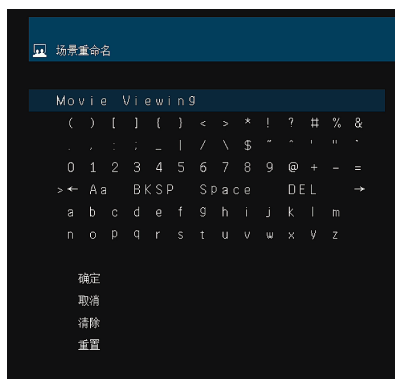 场景重命名
Movie Viewing
( ) [ ] { } < > * ! ? # % &
. , : ; _ | / \ $ ~ ^ ' " `
0 1 2 3 4 5 6 7 8 9 @ + - =
>← Aa BKSP Space DEL →
a b c d e f g h i j k l m
n o p q r s t u v w x y z
确定
取消
清除
重置